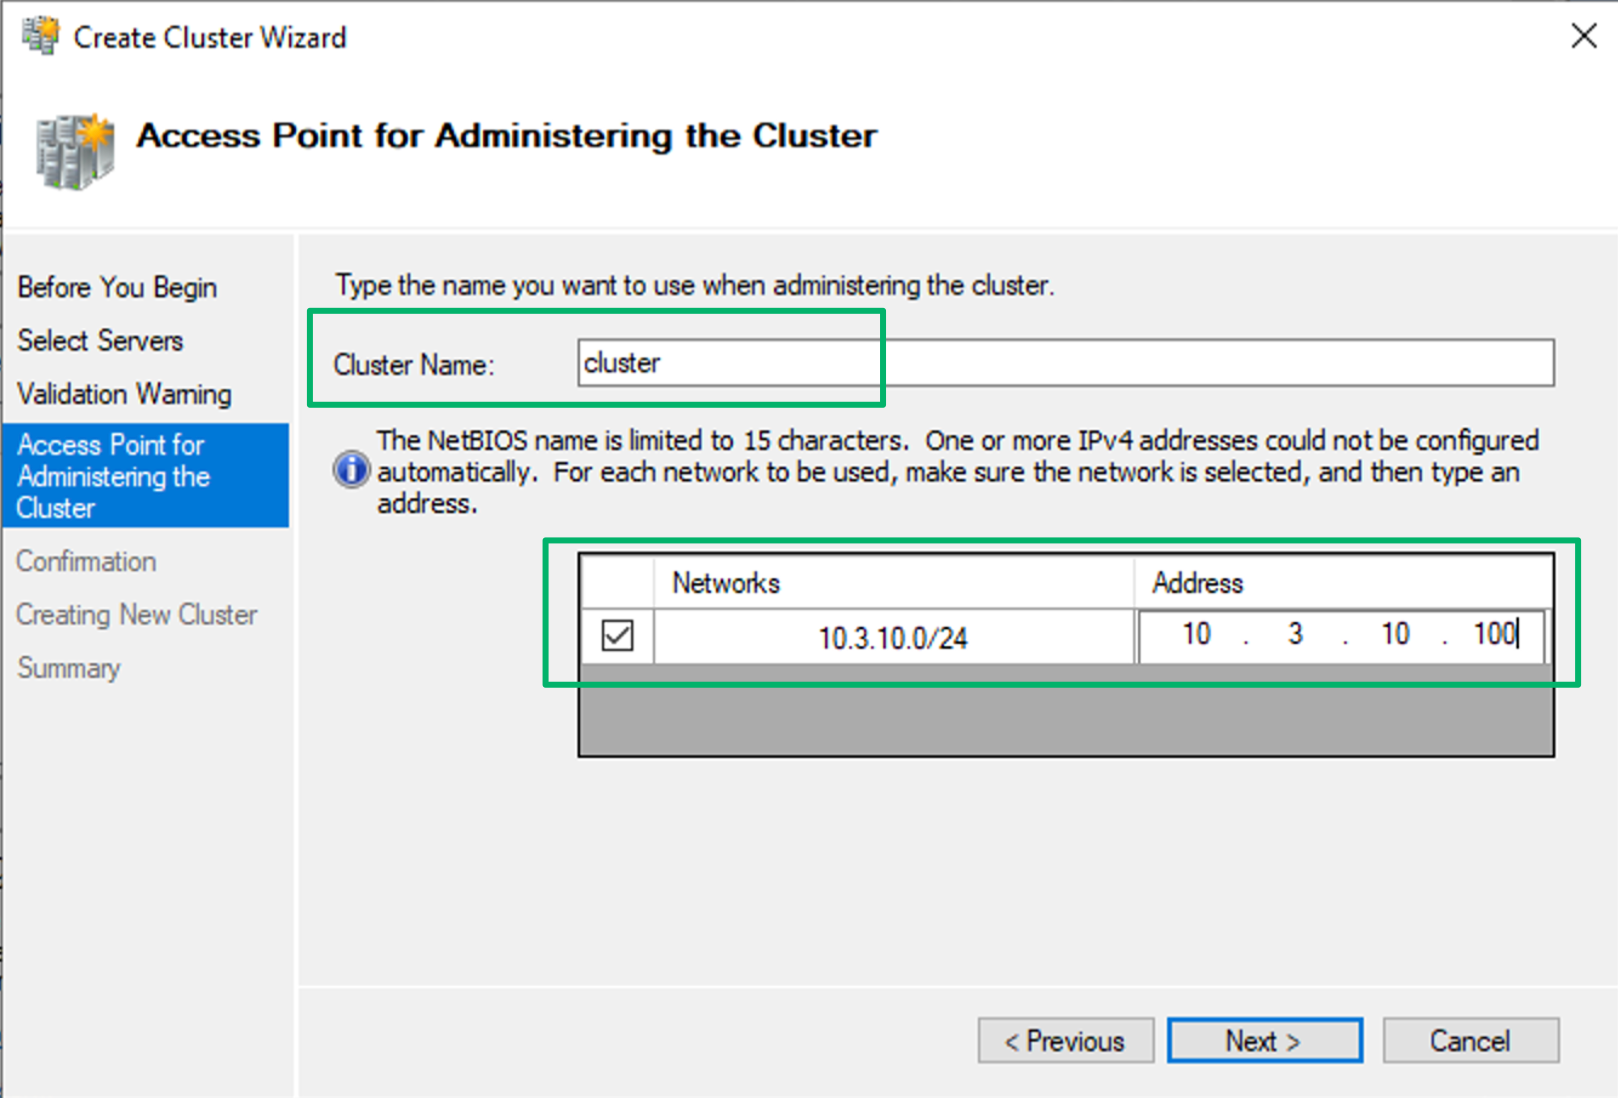 Create Cluster Wizard
Access Point for Administering the Cluster
Before You Begin
Select Servers
Validation Warning
Access Point for
Administering the
Cluster
Confirmation
Creating New Cluster
Summary
Type the name you want to use when administering the cluster.
Cluster Name: cluster
The NetBIOS name is limited to 15 characters.  One or more IPv4 addresses could not be configured
automatically.  For each network to be used, make sure the network is selected, and then type an
address.
Networks Address
10.3.10.0/24 10 . 3 . 10 . 100
< Previous Next > Cancel